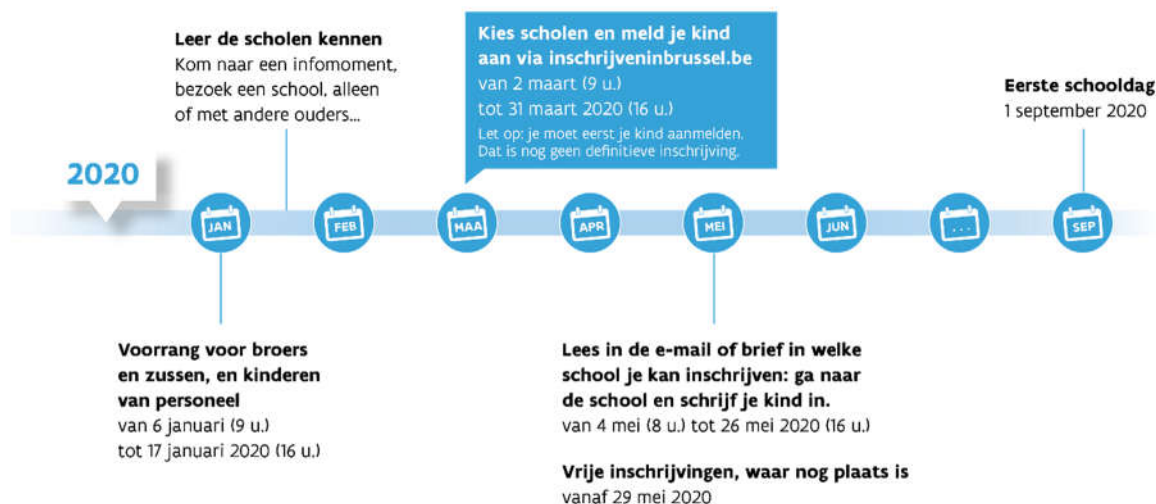 Leer de scholen kennen
Kom naar een infomoment,
bezoek een school, alleen
of met andere ouders...
Kies scholen en meld je kind
aan via inschrijveninbrussel.be
van 2 maart (9 u.)
tot 31 maart 2020 (16 u.)
Let op: je moet eerst je kind aanmelden.
Dat is nog geen definitieve inschrijving.
Eerste schooldag
1 september 2020
2020
JAN
FEB
MAA
APR
MEI
JUN
...
SEP
Voorrang voor broers
en zussen, en kinderen
van personeel
van 6 januari (9 u.)
tot 17 januari 2020 (16 u.)
Lees in de e-mail of brief in welke
school je kan inschrijven: ga naar
de school en schrijf je kind in.
van 4 mei (8 u.) tot 26 mei 2020 (16 u.)
Vrije inschrijvingen, waar nog plaats is
vanaf 29 mei 2020